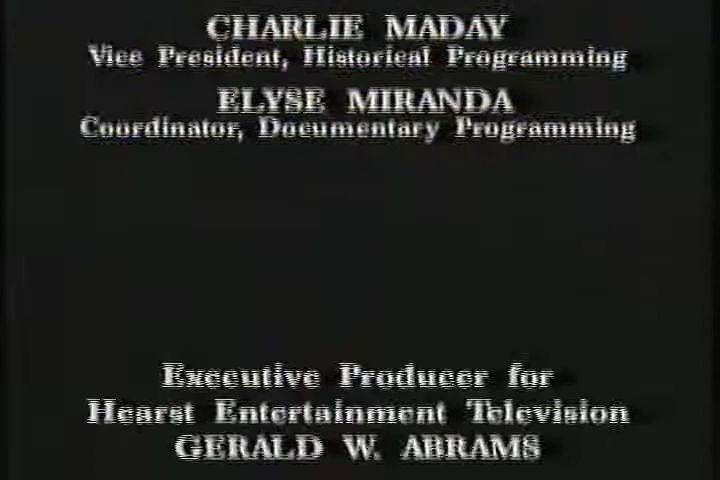 CHARLIE MADAY
Vice President, Historical Programming
ELYSE MIRANDA
Coordinator, Documentary Programming
Executive Producer for
Hearst Entertainment Television
GERALD W. ABRAMS